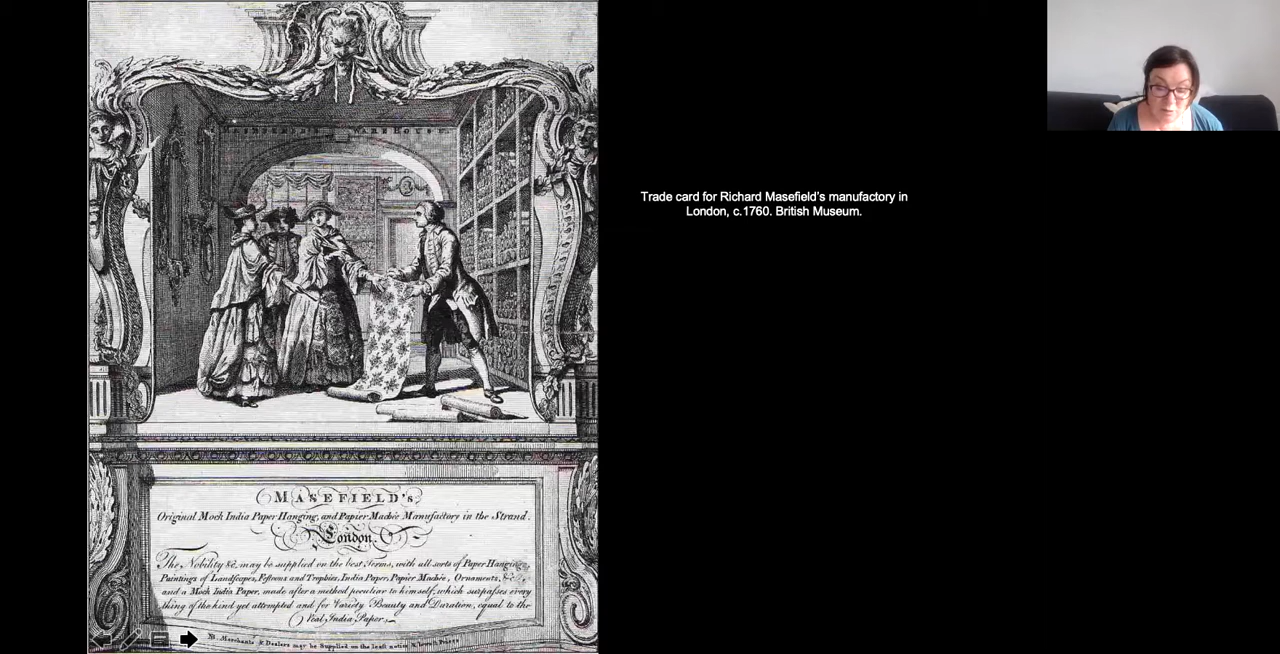 WAREHOUSE
MASEFIELD's
Original Mock India Paper Hanging, and Papier Machée Manufactory in the Strand.
London.
The Nobility &c. may be supplied on the best Terms, with all sorts of Paper Hangings,
Paintings of Landscapes, Festoons and Trophies, India Paper, Papier Machée, Ornaments, &c.
and a Mock India Paper, made after a method peculiar to himself, which surpasses every
thing of the kind yet attempted and for Variety Beauty and Duration, equal to the
Real India Paper.
NB. Merchants & Dealers may be Supplied on the least notice
Trade card for Richard Masefield's manufactory in
London, c.1760. British Museum.